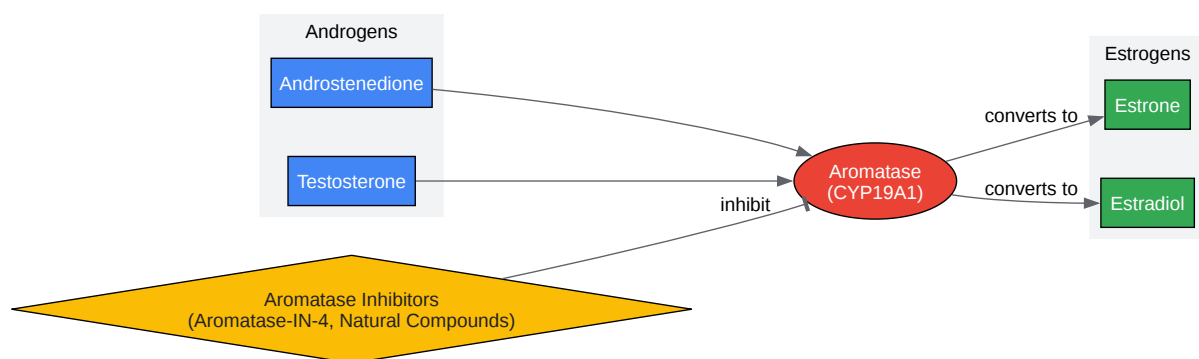 Androgens
Androstenedione
Testosterone
Aromatase Inhibitors
(Aromatase-IN-4, Natural Compounds)
inhibit
Aromatase
(CYP19A1)
converts to
converts to
Estrogens
Estrone
Estradiol